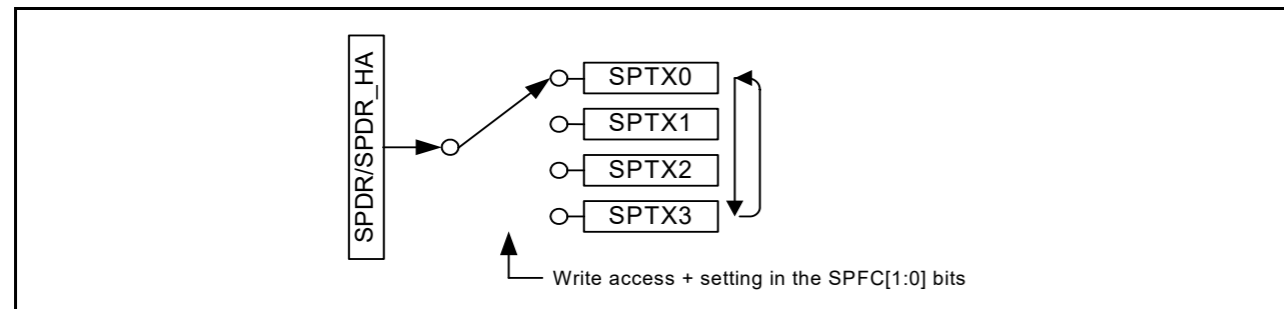 SPDR/SPDR_HA
SPTX0
SPTX1
SPTX2
SPTX3
Write access + setting in the SPFC[1:0] bits